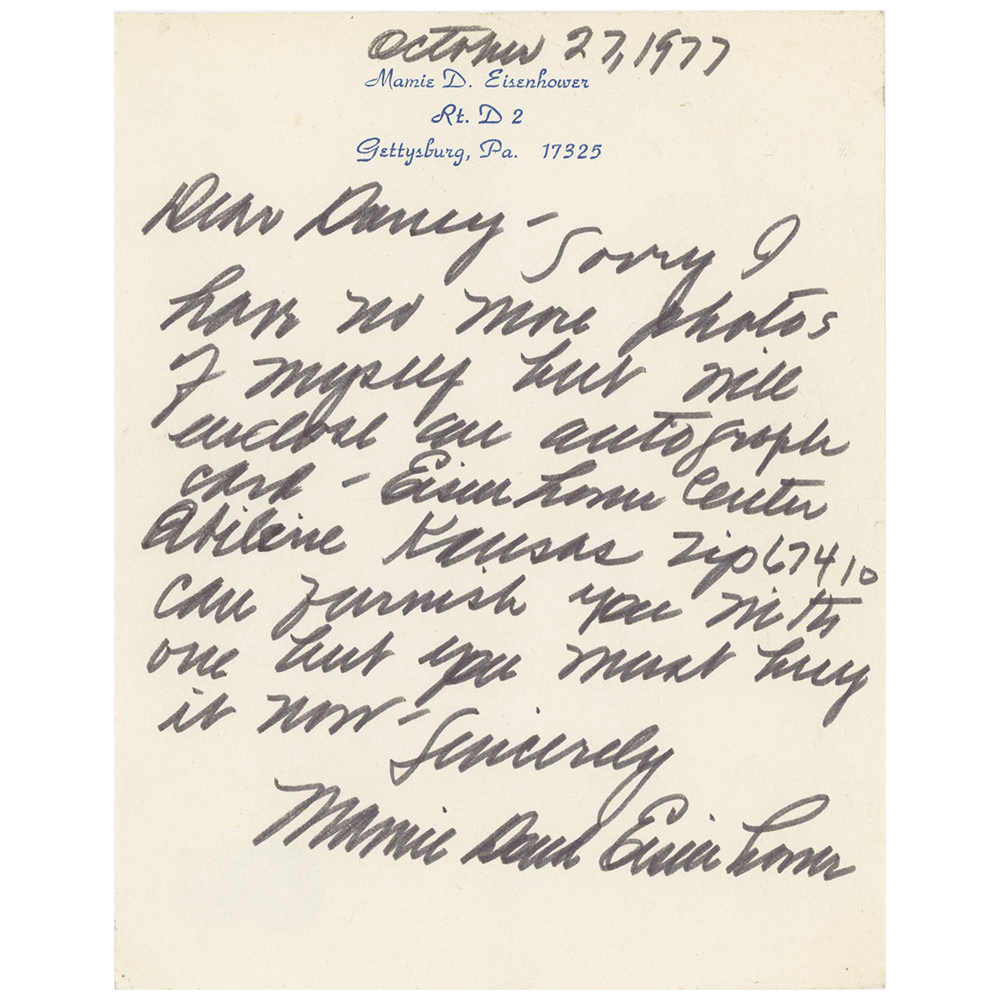 October 27, 1977
Mamie D. Eisenhower
Rt. D 2
Gettysburg, Pa. 17325
Dear Darcy -
Sorry I
have no more photos
of myself but will
enclose an autograph
card - Eisenhower Center
Abilene Kansas Zip 67410
can furnish you with
one but you must buy
it now -
Sincerely
Mamie Doud Eisenhower